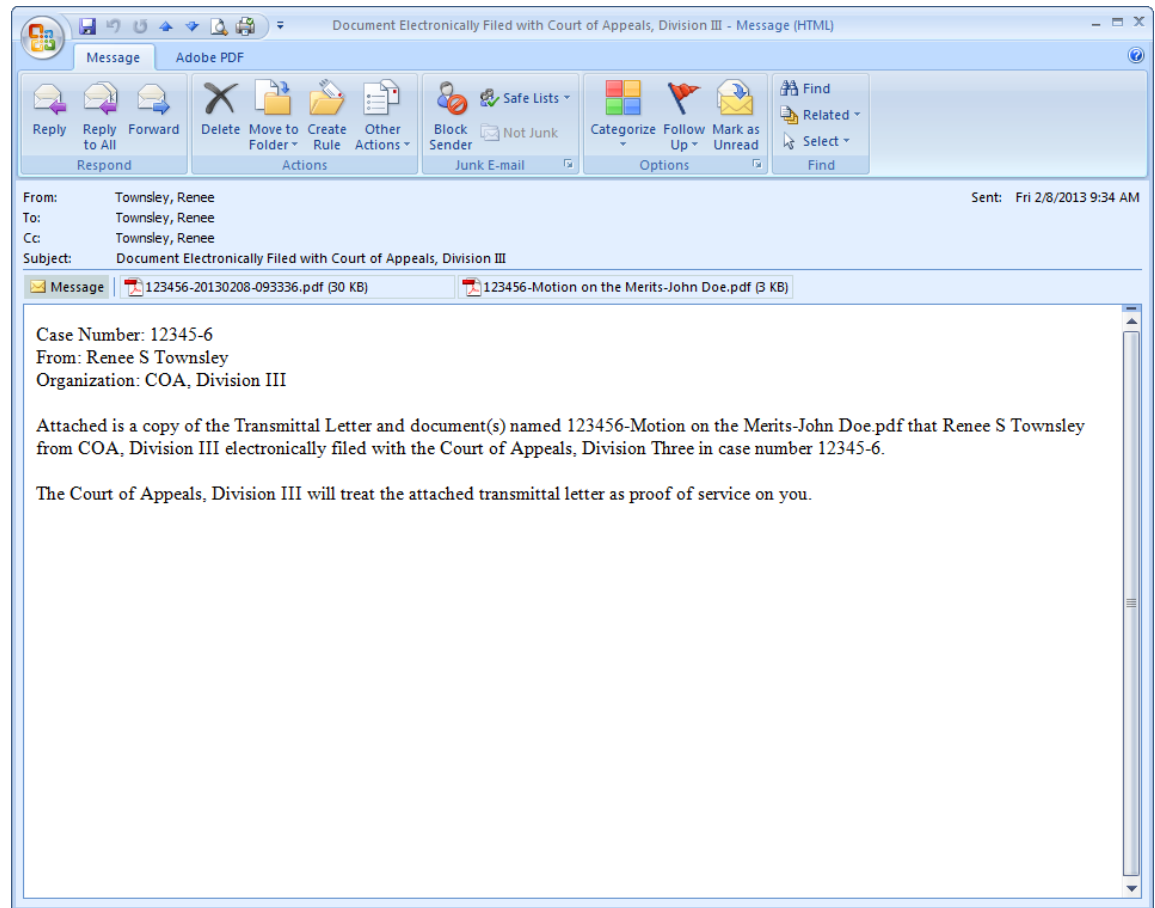 Document Electronically Filed with Court of Appeals, Division III - Message (HTML)
Message Adobe PDF
Reply Reply to All Forward
Respond
Delete Move to Folder Create Rule Other Actions
Actions
Block Sender Safe Lists Not Junk
Junk E-mail
Categorize Follow Up Mark as Unread
Options
Find Related Select
Find
From: Townsley, Renee Sent: Fri 2/8/2013 9:34 AM
To: Townsley, Renee
Cc: Townsley, Renee
Subject: Document Electronically Filed with Court of Appeals, Division III
Message 123456-20130208-093336.pdf (30 KB) 123456-Motion on the Merits-John Doe.pdf (3 KB)
Case Number: 12345-6
From: Renee S Townsley
Organization: COA, Division III
Attached is a copy of the Transmittal Letter and document(s) named 123456-Motion on the Merits-John Doe.pdf that Renee S Townsley
from COA, Division III electronically filed with the Court of Appeals, Division Three in case number 12345-6.
The Court of Appeals, Division III will treat the attached transmittal letter as proof of service on you.